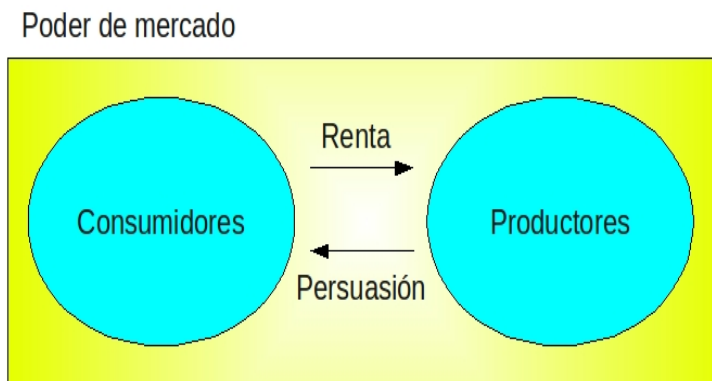 Poder de mercado
Renta
Consumidores
Productores
Persuasión